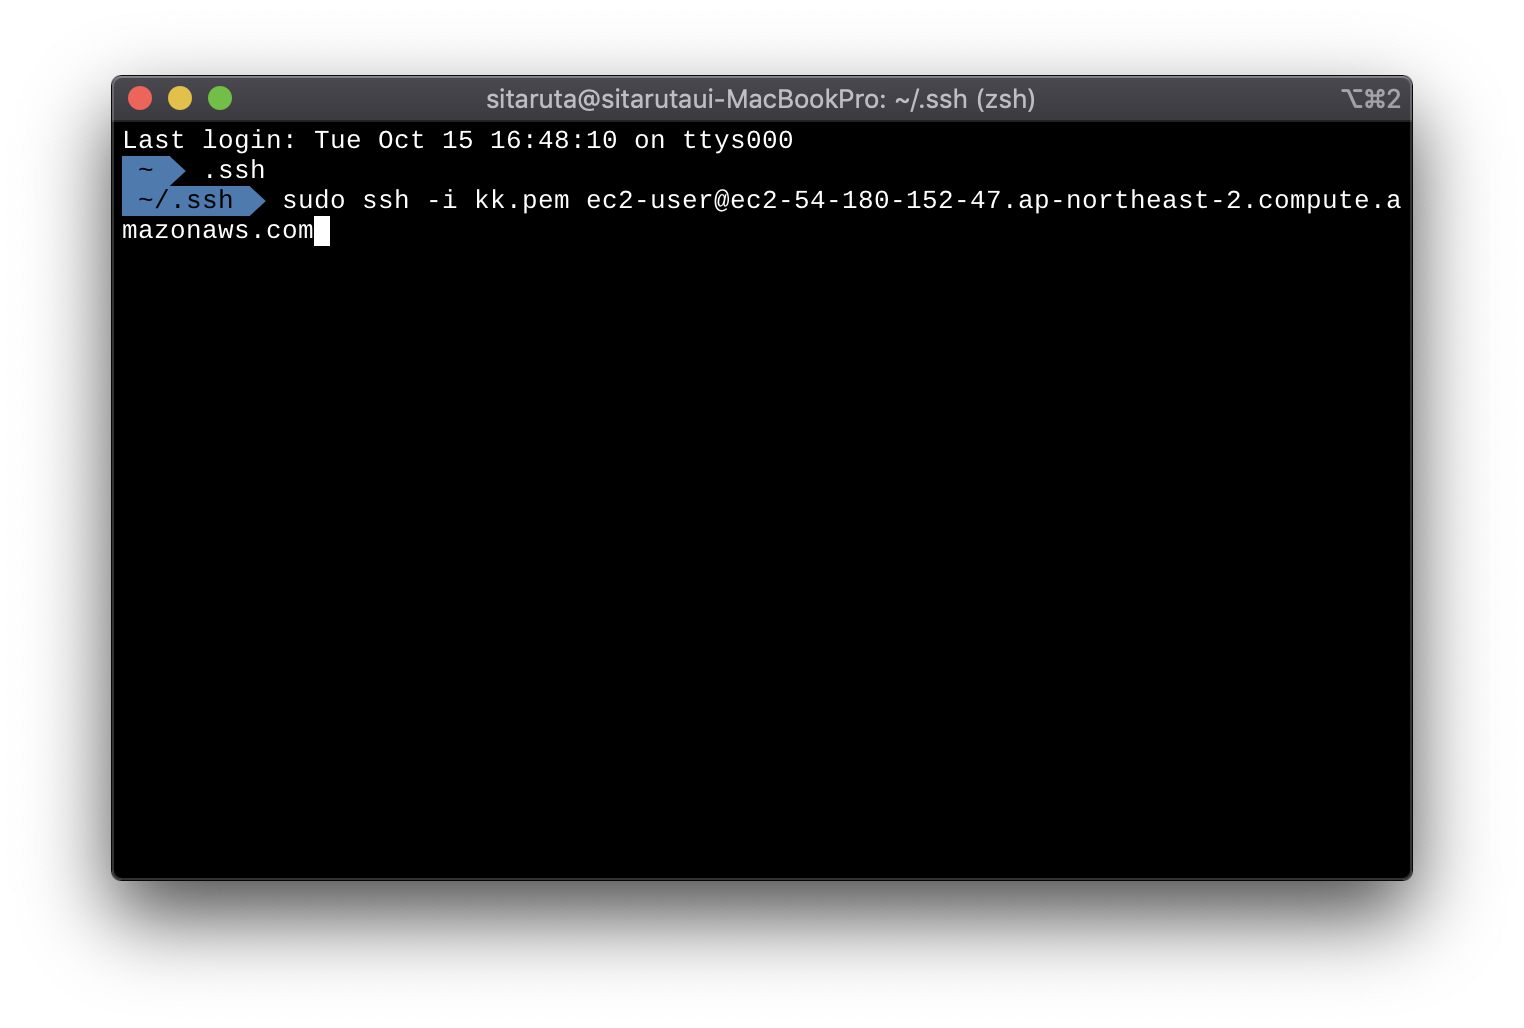 sitaruta@sitarutaui-MacBookPro: ~/.ssh (zsh) ⌥⌘2
Last login: Tue Oct 15 16:48:10 on ttys000
~ .ssh
~/.ssh sudo ssh -i kk.pem ec2-user@ec2-54-180-152-47.ap-northeast-2.compute.a
mazonaws.com